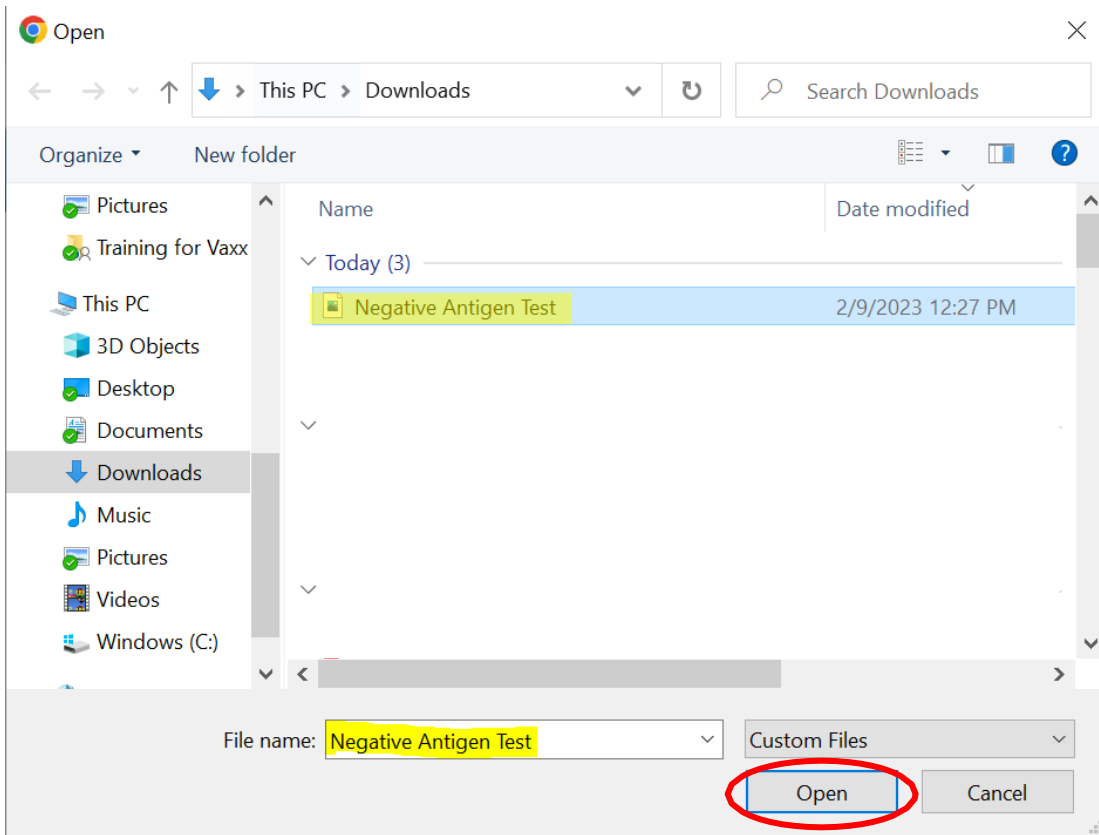 Open
This PC > Downloads
Search Downloads
Organize
New folder
?
Pictures
Training for Vaxx
This PC
3D Objects
Desktop
Documents
Downloads
Music
Pictures
Videos
Windows (C:)
Name
Date modified
Today (3)
Negative Antigen Test
2/9/2023 12:27 PM
File name:
Negative Antigen Test
Custom Files
Open
Cancel